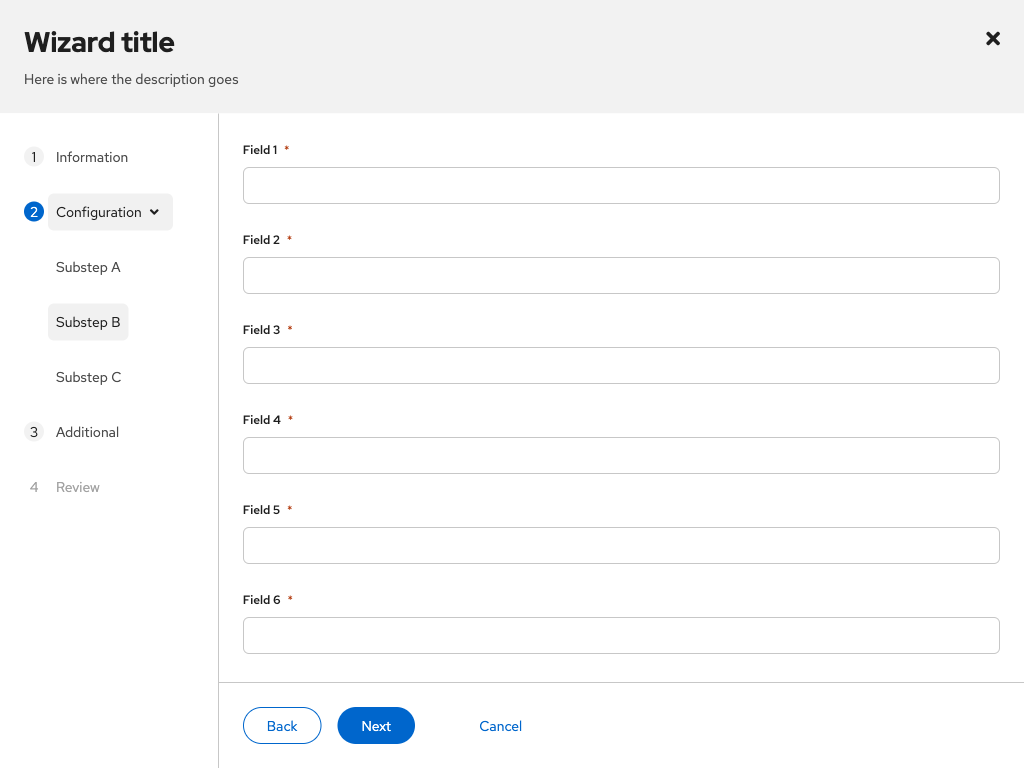 Wizard title
Here is where the description goes
1 Information
2 Configuration
Substep A
Substep B
Substep C
3 Additional
4 Review
Field 1 *
Field 2 *
Field 3 *
Field 4 *
Field 5 *
Field 6 *
Back Next Cancel